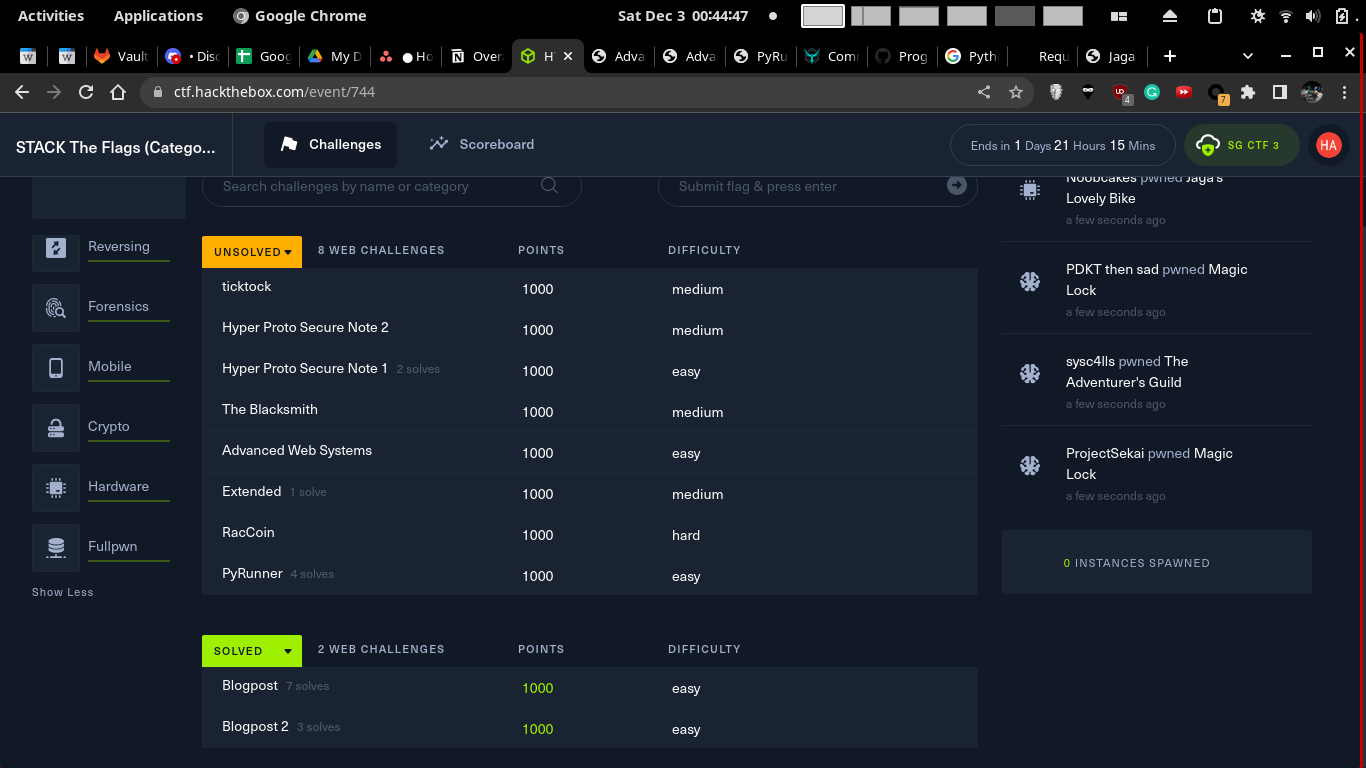 Activities Applications Google Chrome Sat Dec 3 00:44:47
Vault • Disc Goog My D Ho Over H Adva Adva PyRu Com Prog Pyth Requ Jaga
ctf.hackthebox.com/event/744 4 7
STACK The Flags (Catego... Challenges Scoreboard Ends in 1 Days 21 Hours 15 Mins SG CTF 3 HA
Search challenges by name or category Submit flag & press enter
Reversing
Forensics
Mobile
Crypto
Hardware
Fullpwn
Show Less
UNSOLVED 8 WEB CHALLENGES POINTS DIFFICULTY
ticktock 1000 medium
Hyper Proto Secure Note 2 1000 medium
Hyper Proto Secure Note 1 2 solves 1000 easy
The Blacksmith 1000 medium
Advanced Web Systems 1000 easy
Extended 1 solve 1000 medium
RacCoin 1000 hard
PyRunner 4 solves 1000 easy
SOLVED 2 WEB CHALLENGES POINTS DIFFICULTY
Blogpost 7 solves 1000 easy
Blogpost 2 3 solves 1000 easy
Noobcakes pwned Jaga's
Lovely Bike
a few seconds ago
PDKT then sad pwned Magic
Lock
a few seconds ago
sysc4lls pwned The
Adventurer's Guild
a few seconds ago
ProjectSekai pwned Magic
Lock
a few seconds ago
0 INSTANCES SPAWNED